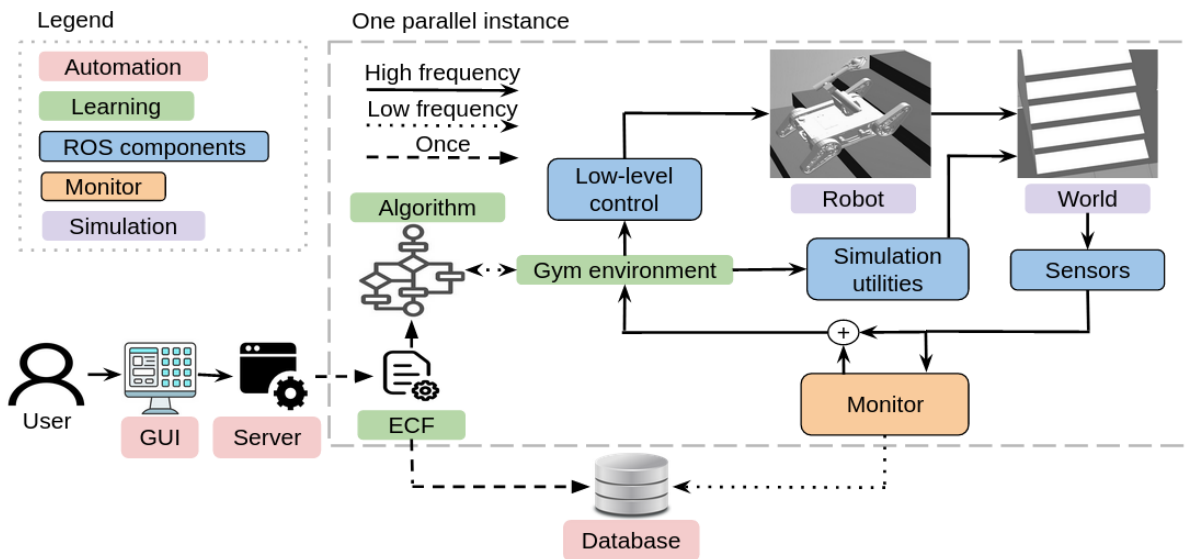 Legend
Automation
Learning
ROS components
Monitor
Simulation
One parallel instance
High frequency
Low frequency
Once
Algorithm
Low-level
control
Robot
World
Gym environment
Simulation
utilities
Sensors
+
Monitor
User
GUI
Server
ECF
Database